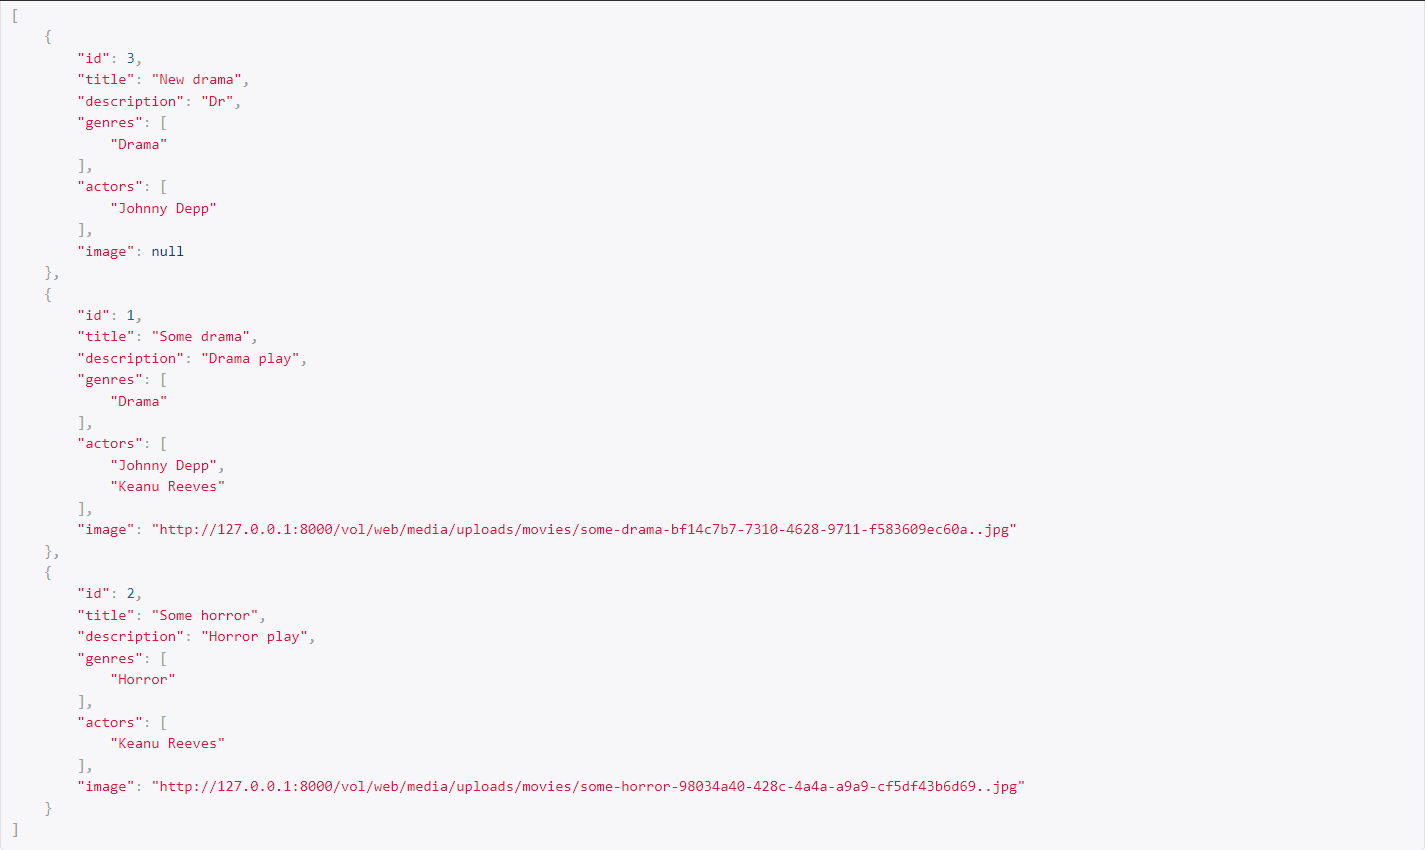 [
    {
        "id": 3,
        "title": "New drama",
        "description": "Dr",
        "genres": [
            "Drama"
        ],
        "actors": [
            "Johnny Depp"
        ],
        "image": null
    },
    {
        "id": 1,
        "title": "Some drama",
        "description": "Drama play",
        "genres": [
            "Drama"
        ],
        "actors": [
            "Johnny Depp",
            "Keanu Reeves"
        ],
        "image": "http://127.0.0.1:8000/vol/web/media/uploads/movies/some-drama-bf14c7b7-7310-4628-9711-f583609ec60a..jpg"
    },
    {
        "id": 2,
        "title": "Some horror",
        "description": "Horror play",
        "genres": [
            "Horror"
        ],
        "actors": [
            "Keanu Reeves"
        ],
        "image": "http://127.0.0.1:8000/vol/web/media/uploads/movies/some-horror-98034a40-428c-4a4a-a9a9-cf5df43b6d69..jpg"
    }
]